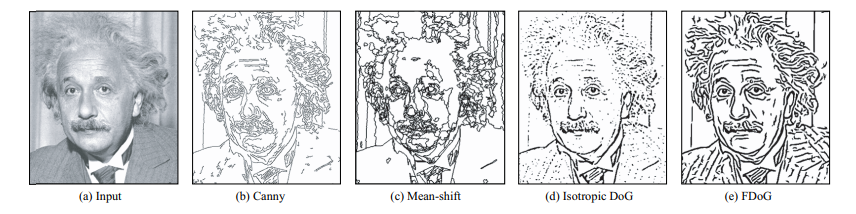 (a) Input
(b) Canny
(c) Mean-shift
(d) Isotropic DoG
(e) FDoG